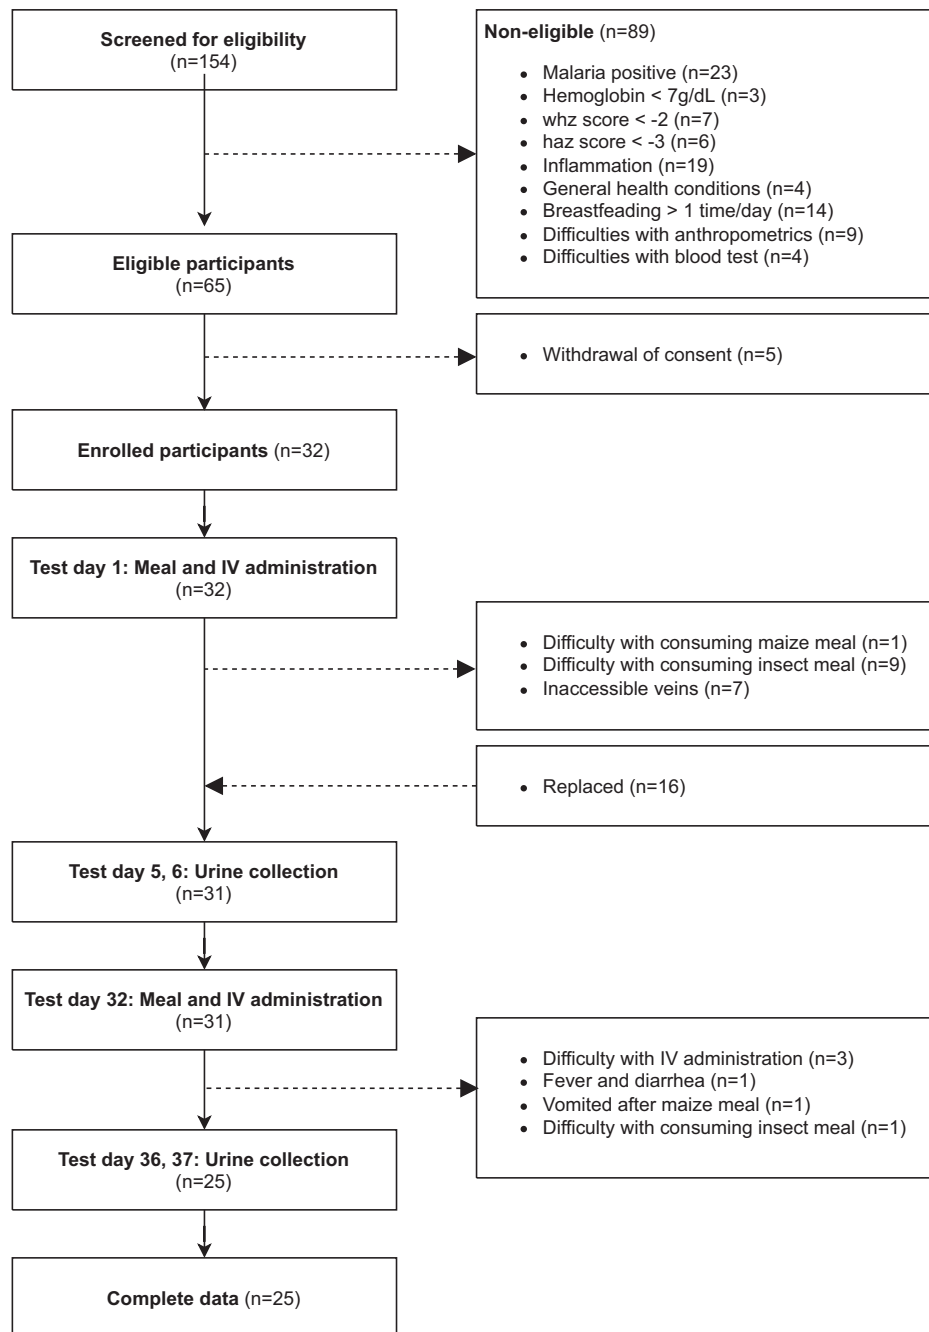 Screened for eligibility
(n=154)
Non-eligible (n=89)
• Malaria positive (n=23)
• Hemoglobin < 7g/dL (n=3)
• whz score < -2 (n=7)
• haz score < -3 (n=6)
• Inflammation (n=19)
• General health conditions (n=4)
• Breastfeading > 1 time/day (n=14)
• Difficulties with anthropometrics (n=9)
• Difficulties with blood test (n=4)
Eligible participants
(n=65)
• Withdrawal of consent (n=5)
Enrolled participants (n=32)
Test day 1: Meal and IV administration
(n=32)
• Difficulty with consuming maize meal (n=1)
• Difficulty with consuming insect meal (n=9)
• Inaccessible veins (n=7)
• Replaced (n=16)
Test day 5, 6: Urine collection
(n=31)
Test day 32: Meal and IV administration
(n=31)
• Difficulty with IV administration (n=3)
• Fever and diarrhea (n=1)
• Vomited after maize meal (n=1)
• Difficulty with consuming insect meal (n=1)
Test day 36, 37: Urine collection
(n=25)
Complete data (n=25)